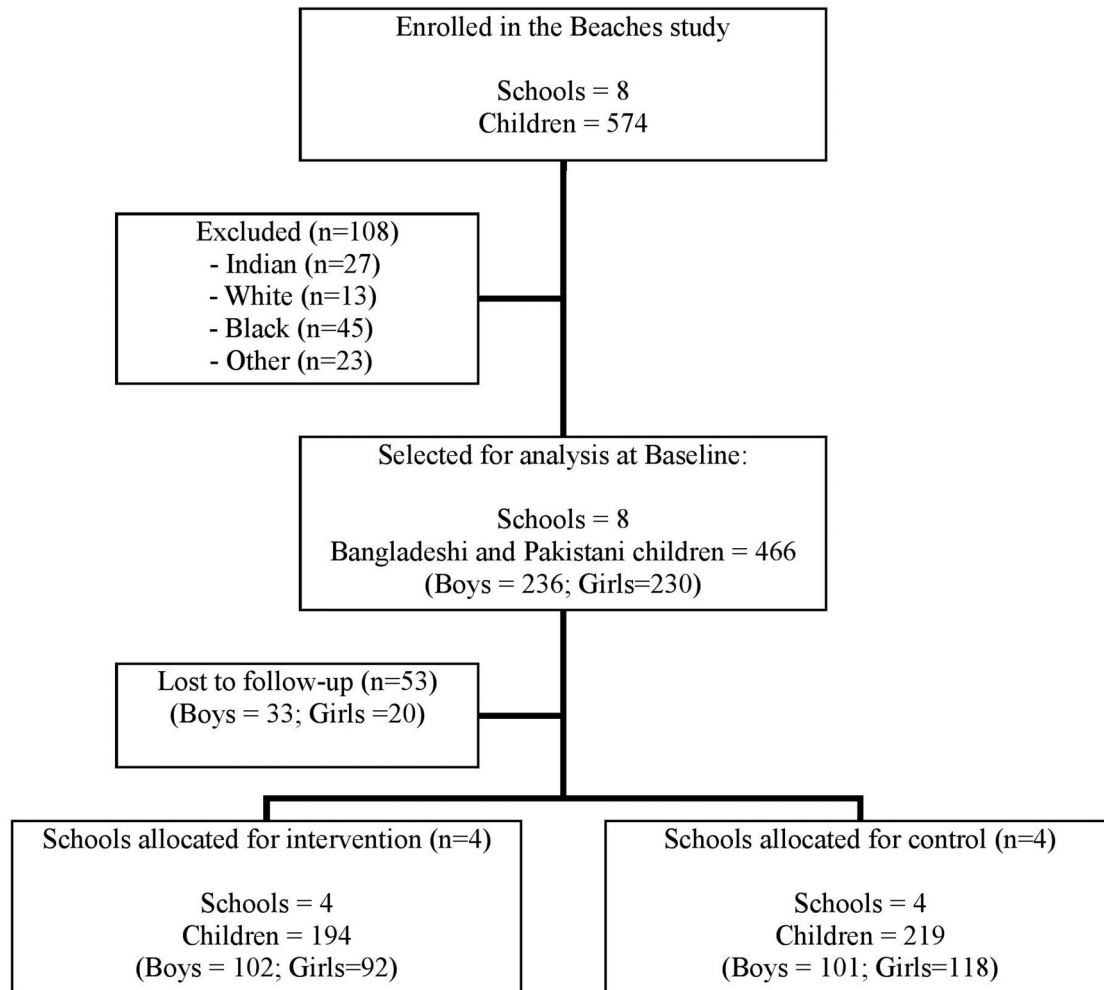 Enrolled in the Beaches study
Schools = 8
Children = 574
Excluded (n=108)
- Indian (n=27)
- White (n=13)
- Black (n=45)
- Other (n=23)
Selected for analysis at Baseline:
Schools = 8
Bangladeshi and Pakistani children = 466
(Boys = 236; Girls=230)
Lost to follow-up (n=53)
(Boys = 33; Girls =20)
Schools allocated for intervention (n=4)
Schools = 4
Children = 194
(Boys = 102; Girls=92)
Schools allocated for control (n=4)
Schools = 4
Children = 219
(Boys = 101; Girls=118)